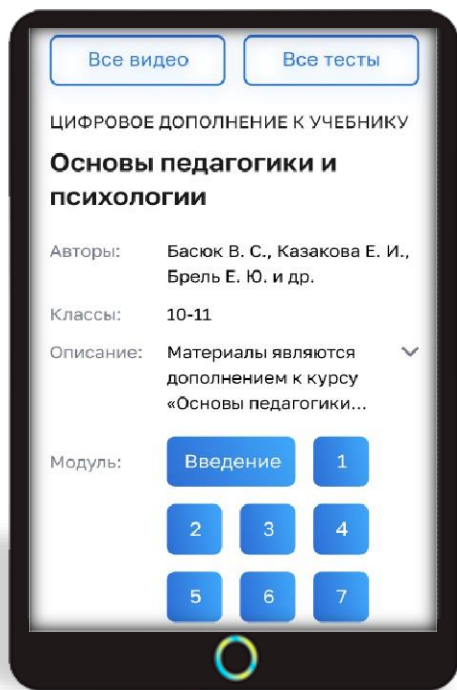 Все видео
Все тесты
ЦИФРОВОЕ ДОПОЛНЕНИЕ К УЧЕБНИКУ
Основы педагогики и
психологии
Авторы: Басюк В. С., Казакова Е. И.,
Брель Е. Ю. и др.
Классы: 10-11
Описание: Материалы являются
дополнением к курсу
«Основы педагогики...
Модуль: Введение 1
2 3 4
5 6 7